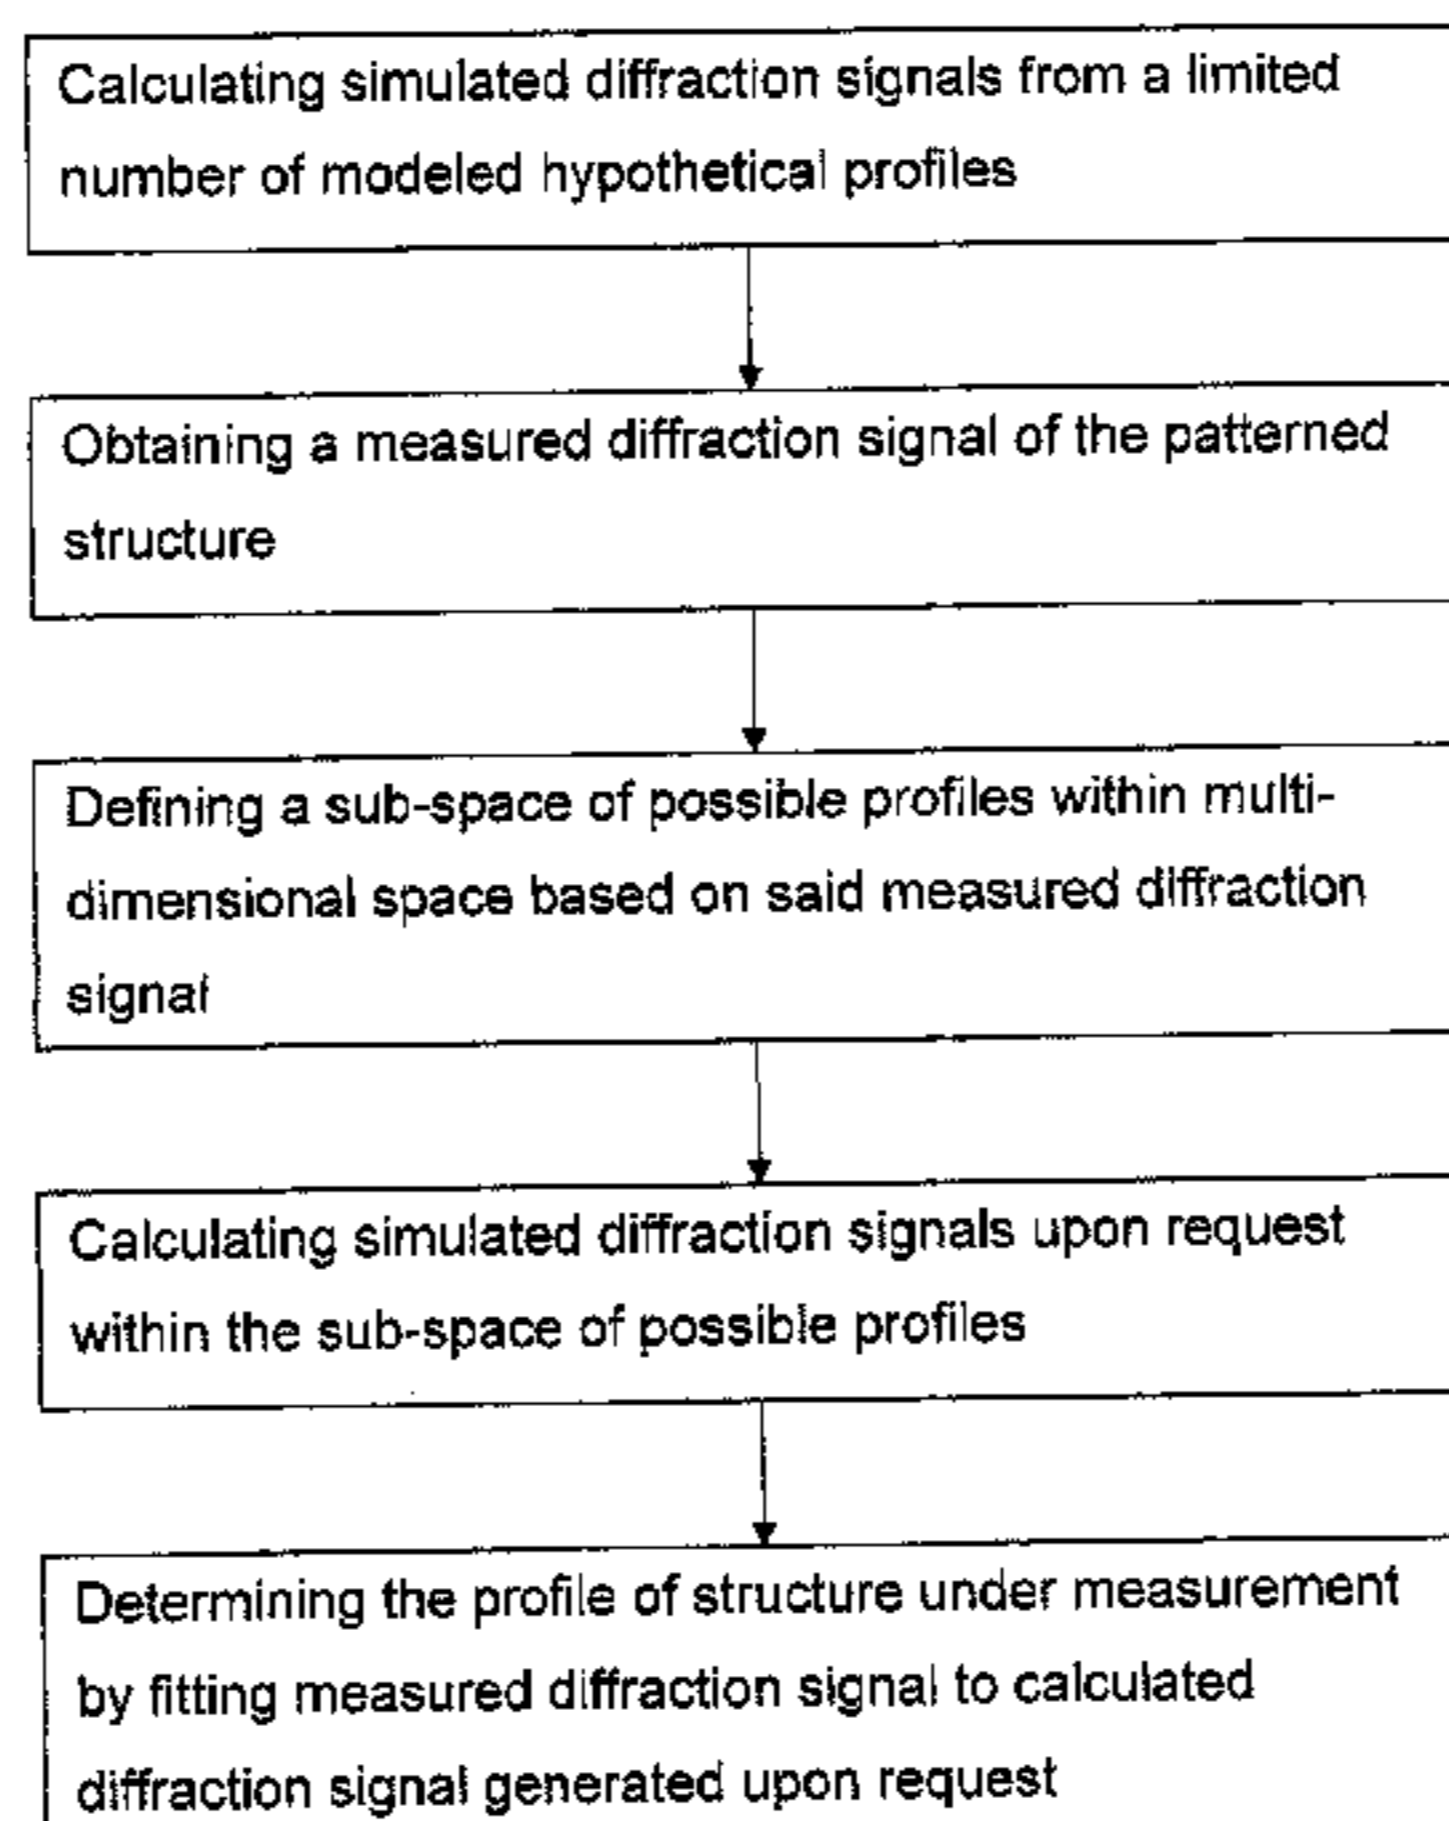 Calculating simulated diffraction signals from a limited
number of modeled hypothetical profiles
Obtaining a measured diffraction signal of the patterned
structure
Defining a sub-space of possible profiles within multi-
dimensional space based on said measured diffraction
signal
Calculating simulated diffraction signals upon request
within the sub-space of possible profiles
Determining the profile of structure under measurement
by fitting measured diffraction signal to calculated
diffraction signal generated upon request